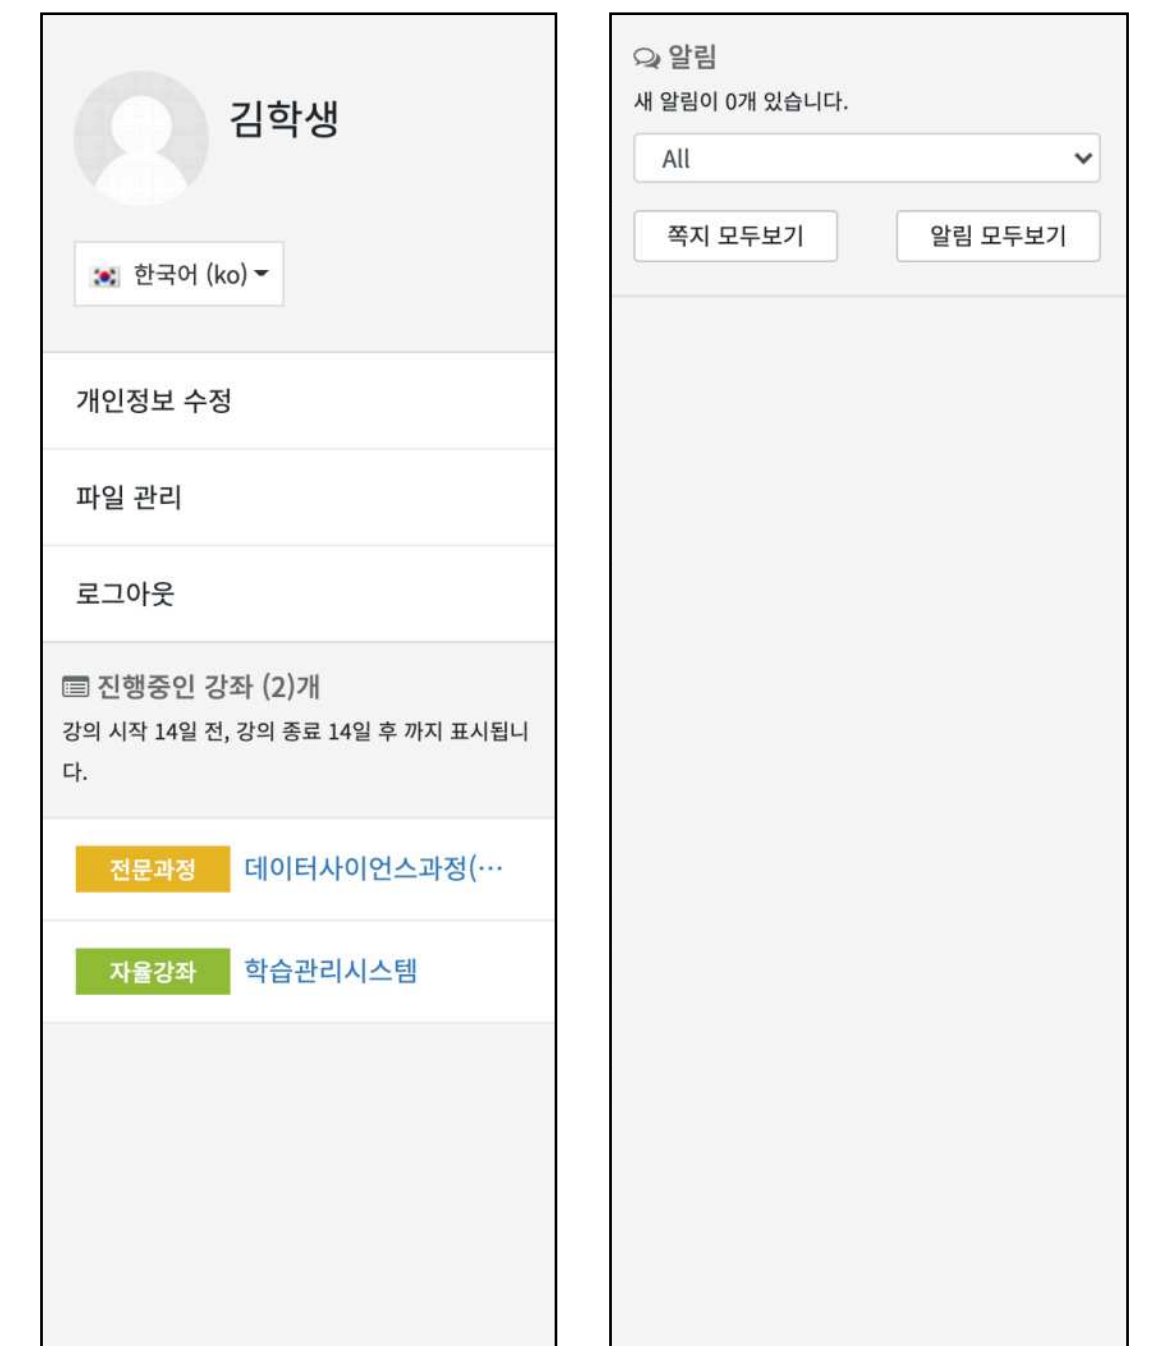 김학생
한국어 (ko)
개인정보 수정
파일 관리
로그아웃
진행중인 강좌 (2)개
강의 시작 14일 전, 강의 종료 14일 후 까지 표시됩니
다.
전문과정 데이터사이언스과정(⋯
자율강좌 학습관리시스템
알림
새 알림이 0개 있습니다.
All
쪽지 모두보기 알림 모두보기